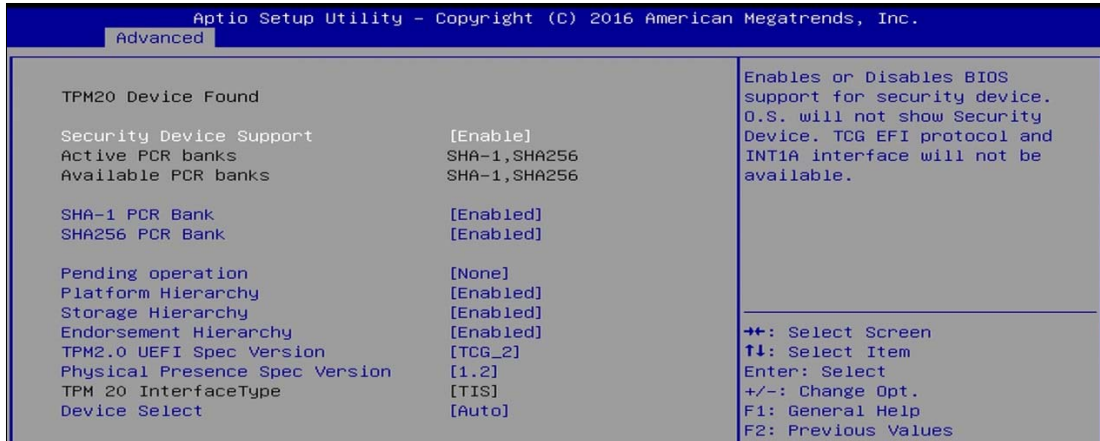 Aptio Setup Utility – Copyright (C) 2016 American Megatrends, Inc.
Advanced
TPM20 Device Found
Security Device Support [Enable]
Active PCR banks SHA-1,SHA256
Available PCR banks SHA-1,SHA256
SHA-1 PCR Bank [Enabled]
SHA256 PCR Bank [Enabled]
Pending operation [None]
Platform Hierarchy [Enabled]
Storage Hierarchy [Enabled]
Endorsement Hierarchy [Enabled]
TPM2.0 UEFI Spec Version [TCG_2]
Physical Presence Spec Version [1.2]
TPM 20 InterfaceType [TIS]
Device Select [Auto]
Enables or Disables BIOS
support for security device.
O.S. will not show Security
Device. TCG EFI protocol and
INT1A interface will not be
available.
→←: Select Screen
↑↓: Select Item
Enter: Select
+/-: Change Opt.
F1: General Help
F2: Previous Values